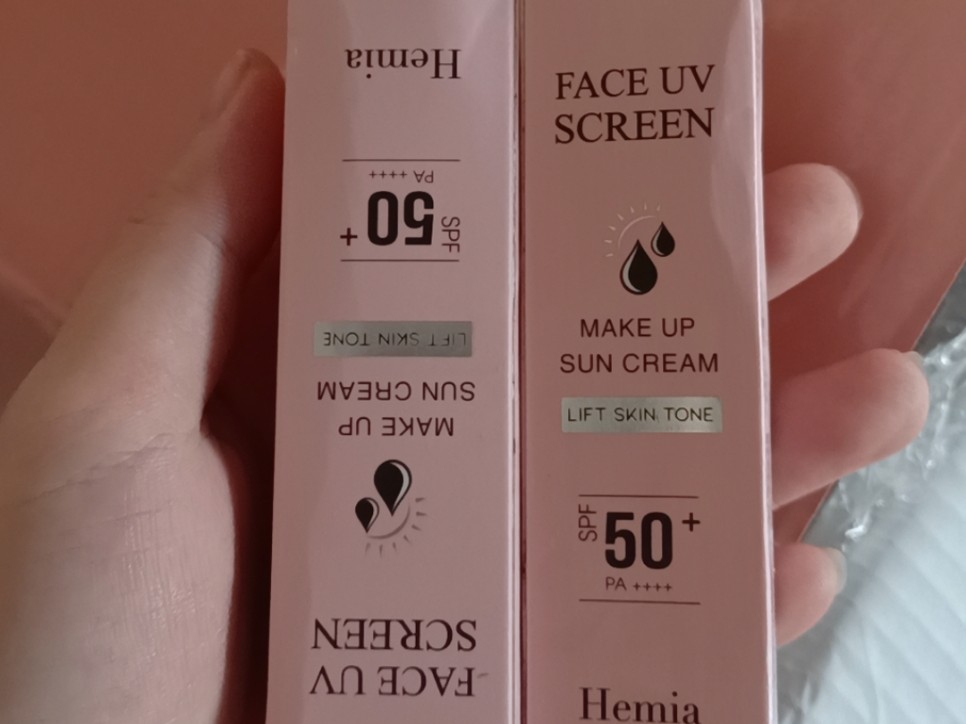 FACE UV
SCREEN
MAKE UP
SUN CREAM
LIFT SKIN TONE
SPF
50+
PA ++++
Hemia
FACE UV
SCREEN
MAKE UP
SUN CREAM
LIFT SKIN TONE
SPF
50+
PA ++++
Hemia